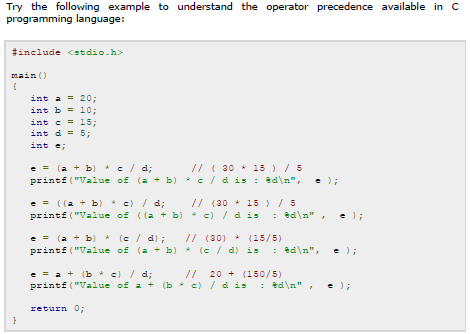 Try the following example to understand the operator precedence available in C
programming language:
#include <stdio.h>
main()
{
int a = 20;
int b = 10;
int c = 15;
int d = 5;
int e;
e = (a + b) * c / d; // ( 30 * 15 ) / 5
printf("Value of (a + b) * c / d is : %d\n", e );
e = ((a + b) * c) / d; // (30 * 15 ) / 5
printf("Value of ((a + b) * c) / d is : %d\n" , e );
e = (a + b) * (c / d); // (30) * (15/5)
printf("Value of (a + b) * (c / d) is : %d\n", e );
e = a + (b * c) / d; // 20 + (150/5)
printf("Value of a + (b * c) / d is : %d\n" , e );
return 0;
}